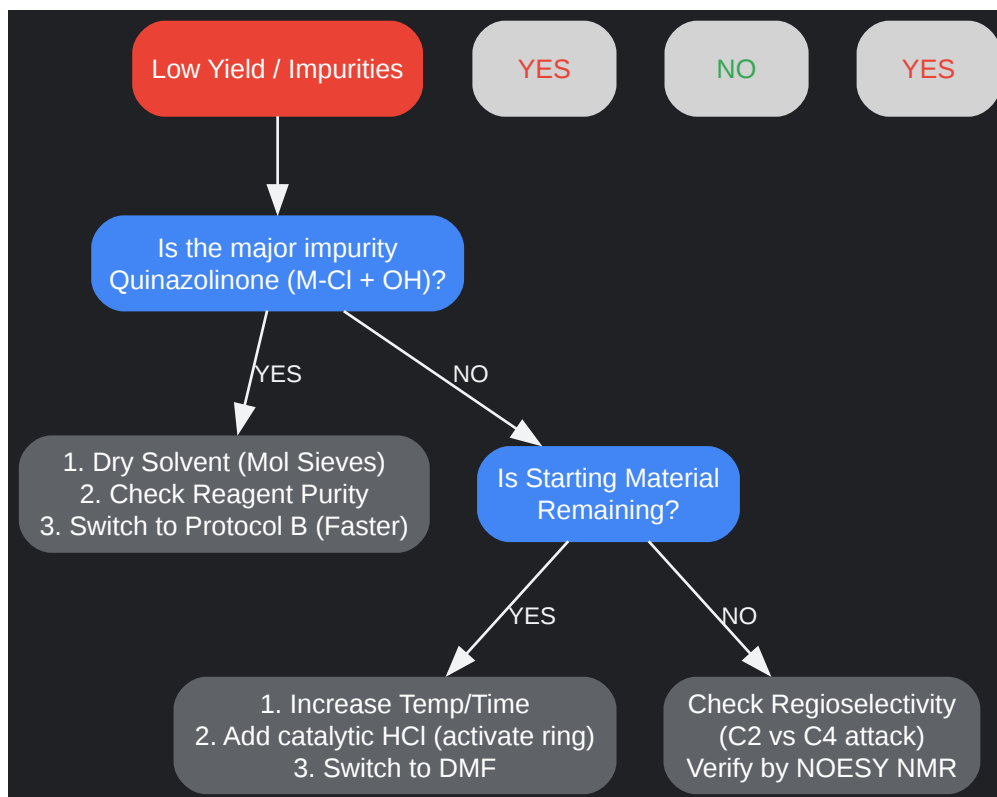 Low Yield / Impurities
YES
NO
YES
Is the major impurity
Quinazolinone (M-Cl + OH)?
YES
NO
1. Dry Solvent (Mol Sieves)
2. Check Reagent Purity
3. Switch to Protocol B (Faster)
Is Starting Material
Remaining?
YES
NO
1. Increase Temp/Time
2. Add catalytic HCl (activate ring)
3. Switch to DMF
Check Regioselectivity
(C2 vs C4 attack)
Verify by NOESY NMR